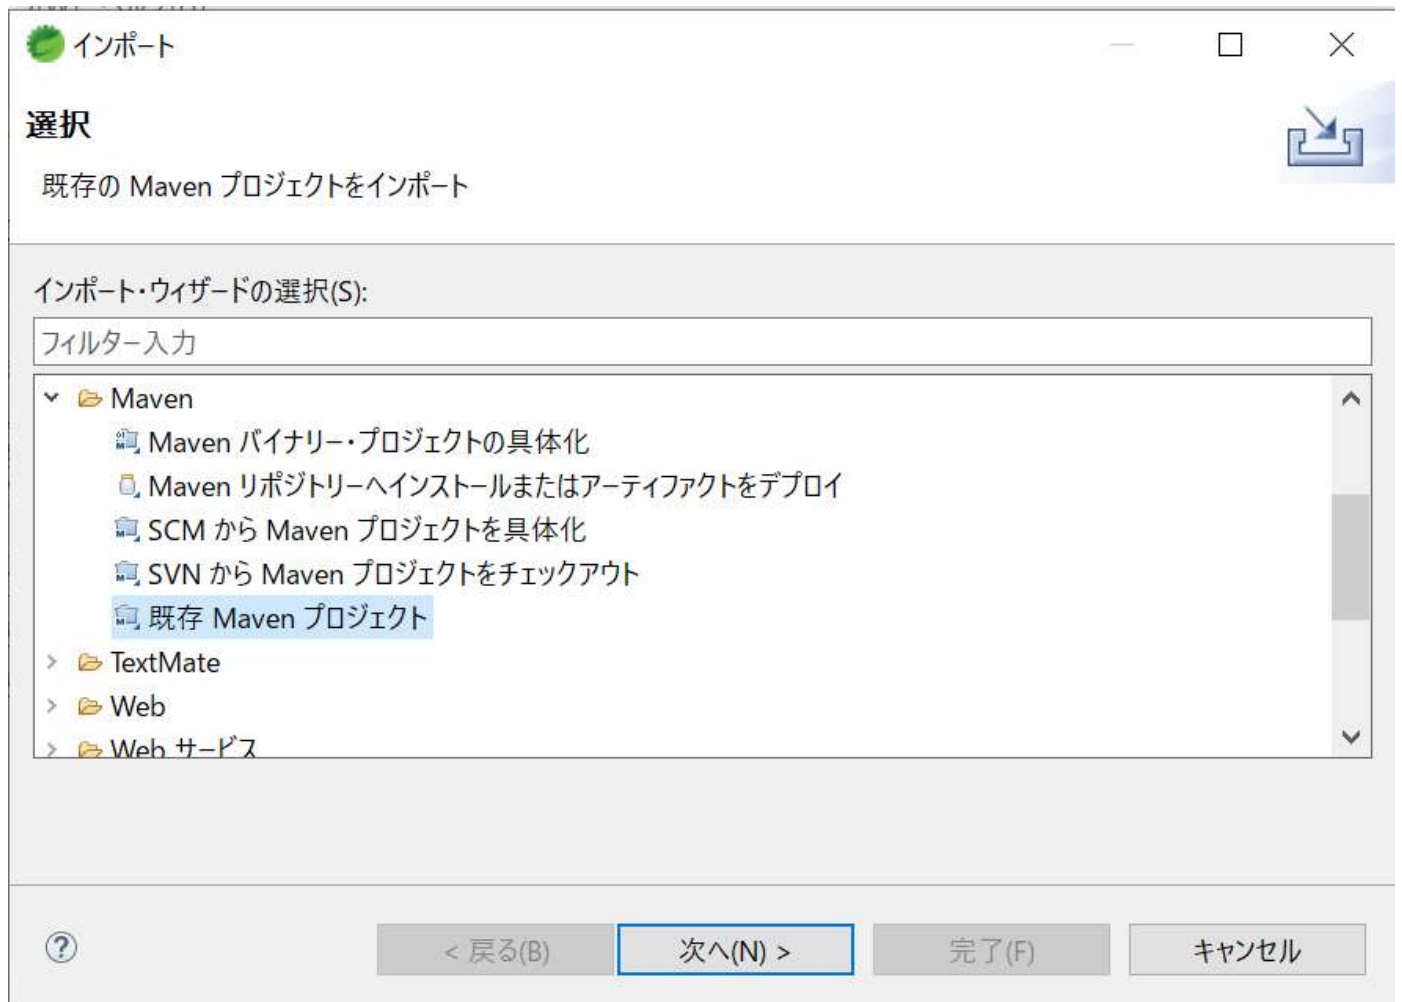 インポート
選択
既存の Maven プロジェクトをインポート
インポート・ウィザードの選択(S):
フィルター入力
Maven
Maven バイナリー・プロジェクトの具体化
Maven リポジトリーへインストールまたはアーティファクトをデプロイ
SCM から Maven プロジェクトを具体化
SVN から Maven プロジェクトをチェックアウト
既存 Maven プロジェクト
TextMate
Web
Web サービス
< 戻る(B) 次へ(N) > 完了(F) キャンセル